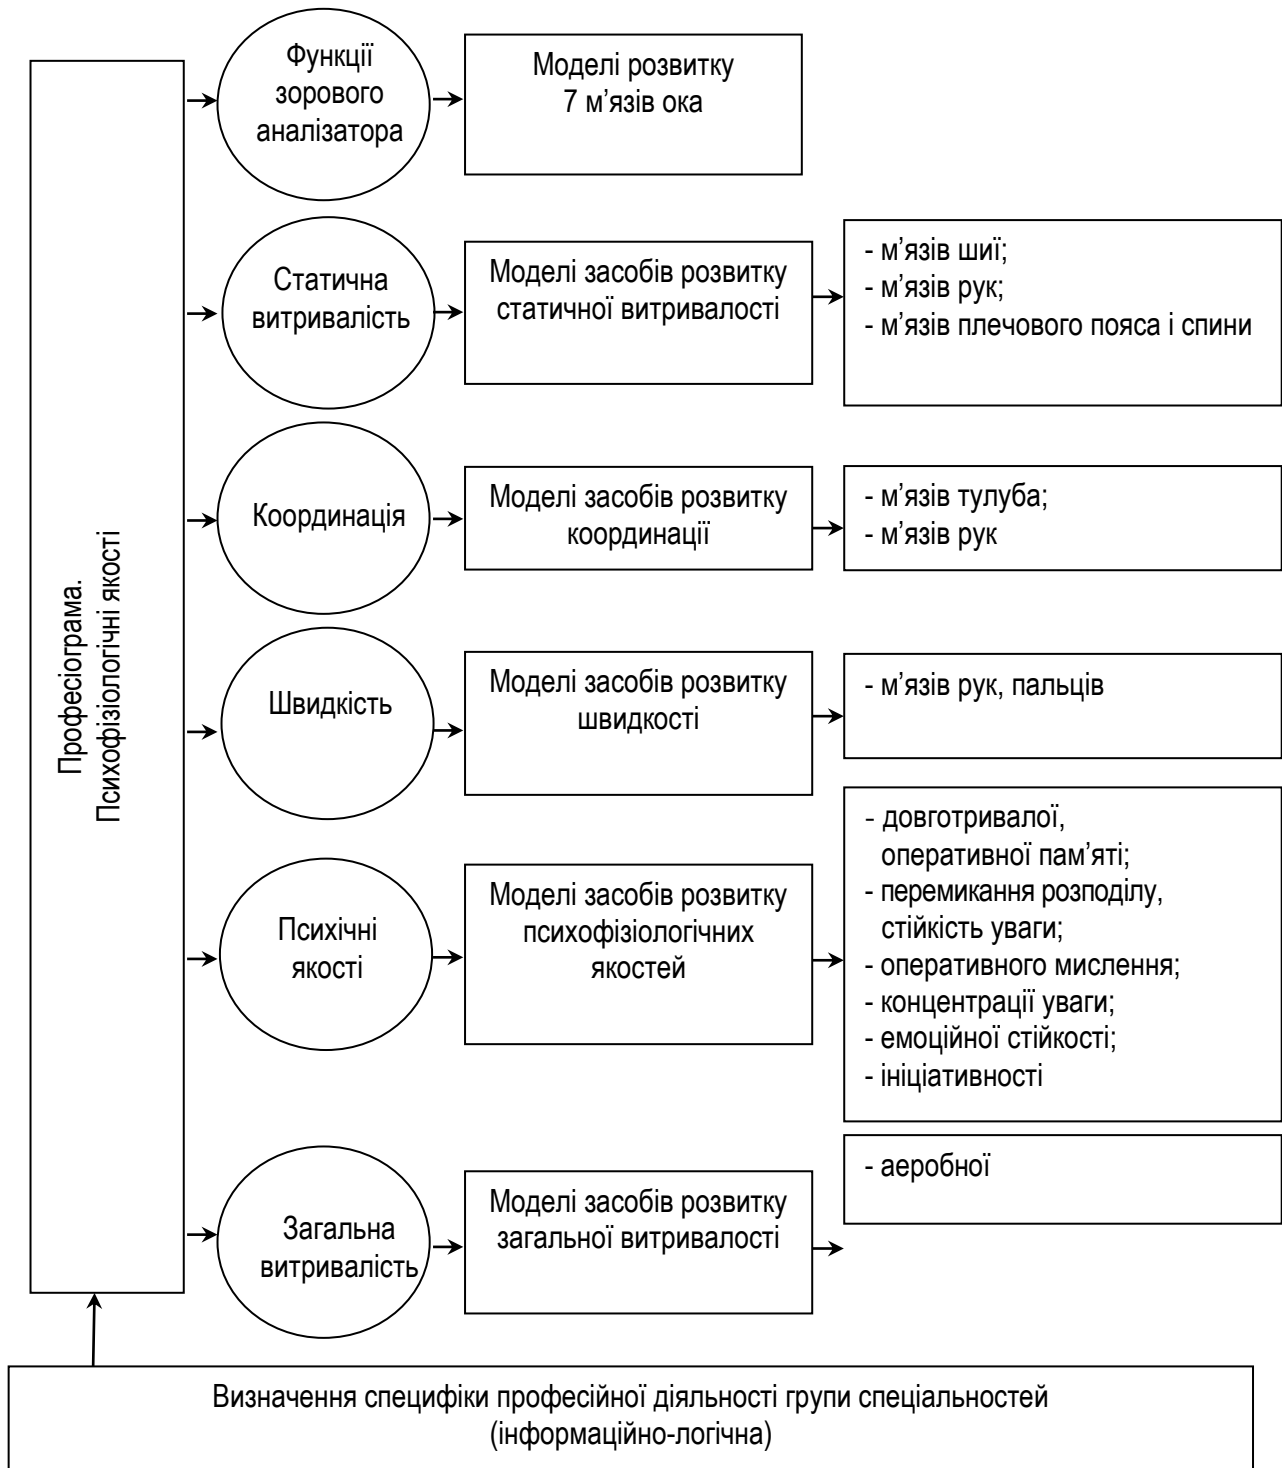 Професіограма.
Психофізіологічні якості
Функції
зорового
аналізатора
Моделі розвитку
7 м’язів ока
Статична
витривалість
Моделі засобів розвитку
статичної витривалості
- м’язів шиї;
- м’язів рук;
- м’язів плечового пояса і спини
Координація
Моделі засобів розвитку
координації
- м’язів тулуба;
- м’язів рук
Швидкість
Моделі засобів розвитку
швидкості
- м’язів рук, пальців
Психічні
якості
Моделі засобів розвитку
психофізіологічних
якостей
- довготривалої,
оперативної пам’яті;
- перемикання розподілу,
стійкість уваги;
- оперативного мислення;
- концентрації уваги;
- емоційної стійкості;
- ініціативності
Загальна
витривалість
Моделі засобів розвитку
загальної витривалості
- аеробної
Визначення специфіки професійної діяльності групи спеціальностей
(інформаційно-логічна)